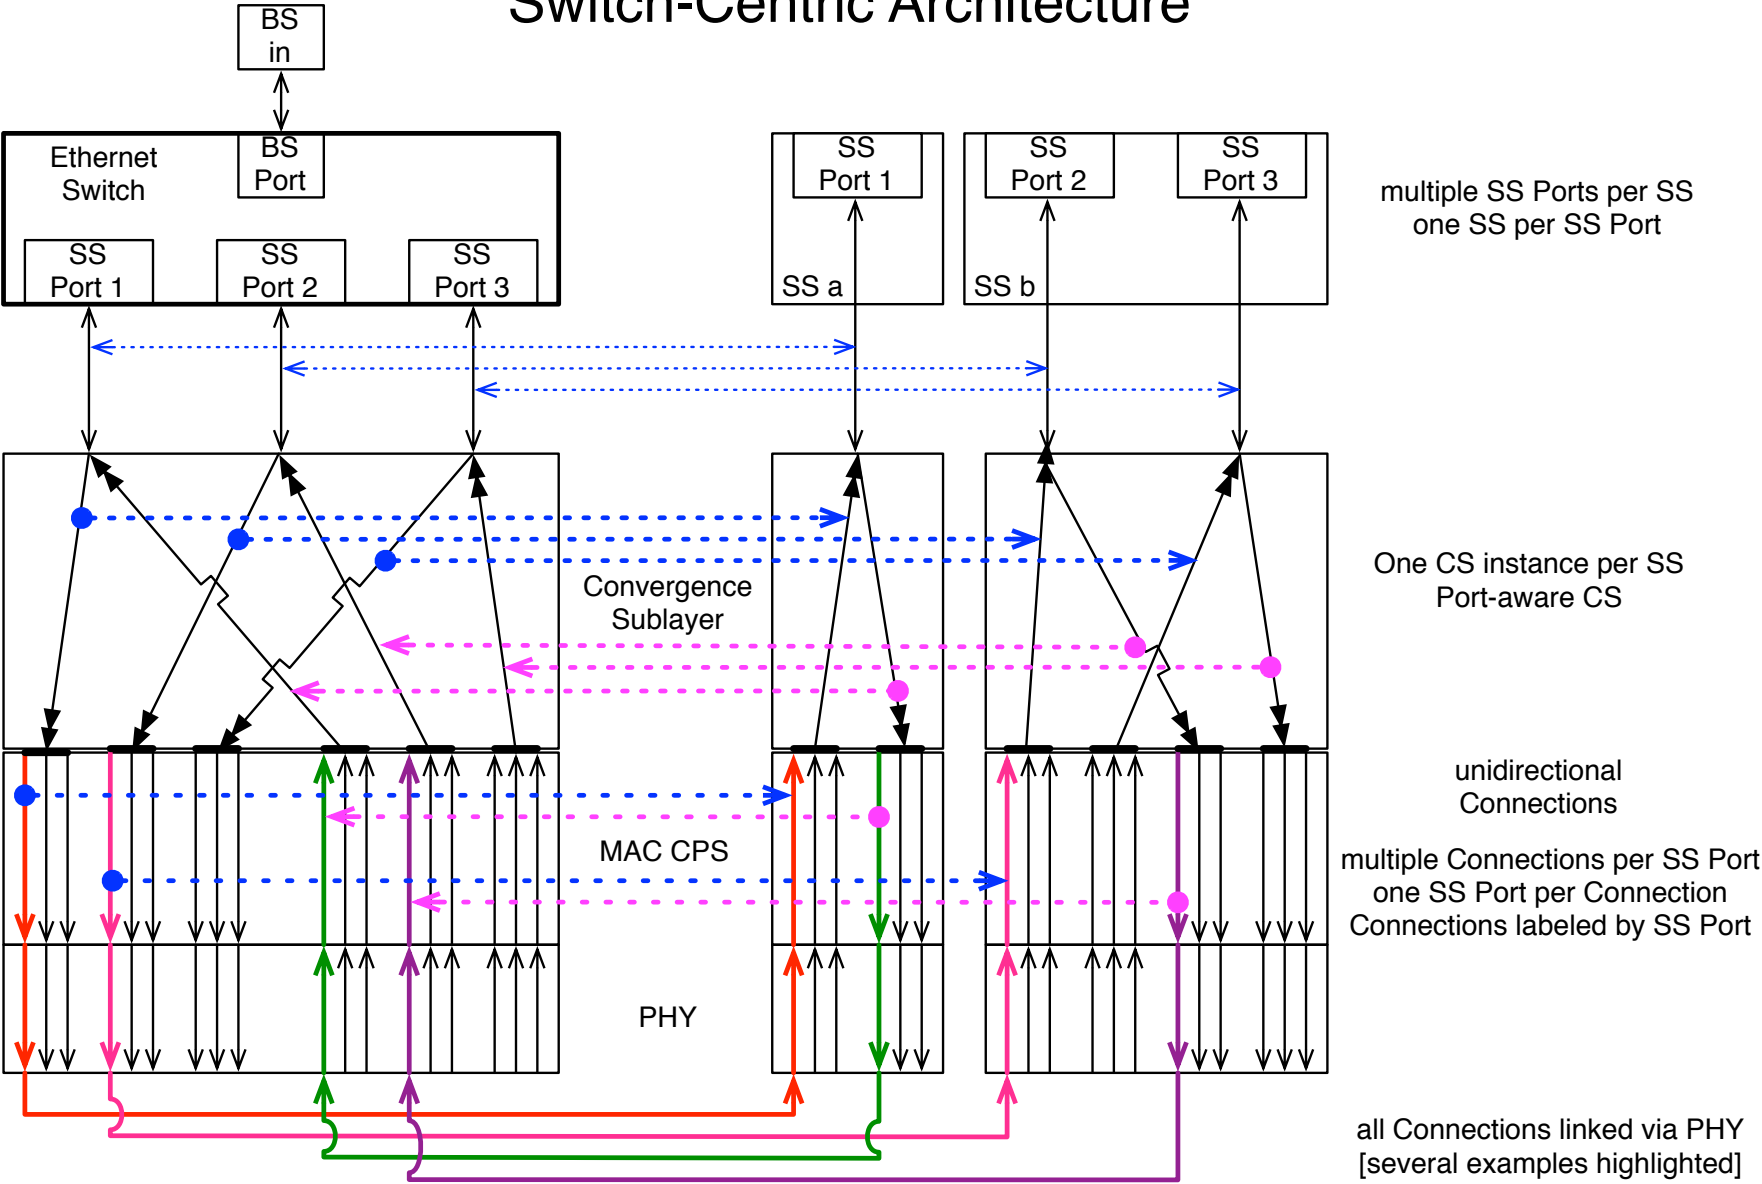 Switch-Centric Architecture
BS
in
Ethernet
Switch
BS
Port
SS
Port 1
SS
Port 2
SS
Port 3
SS
Port 1
SS a
SS
Port 2
SS
Port 3
SS b
multiple SS Ports per SS
one SS per SS Port
Convergence
Sublayer
One CS instance per SS
Port-aware CS
unidirectional
Connections
MAC CPS
multiple Connections per SS Port
one SS Port per Connection
Connections labeled by SS Port
PHY
all Connections linked via PHY
[several examples highlighted]